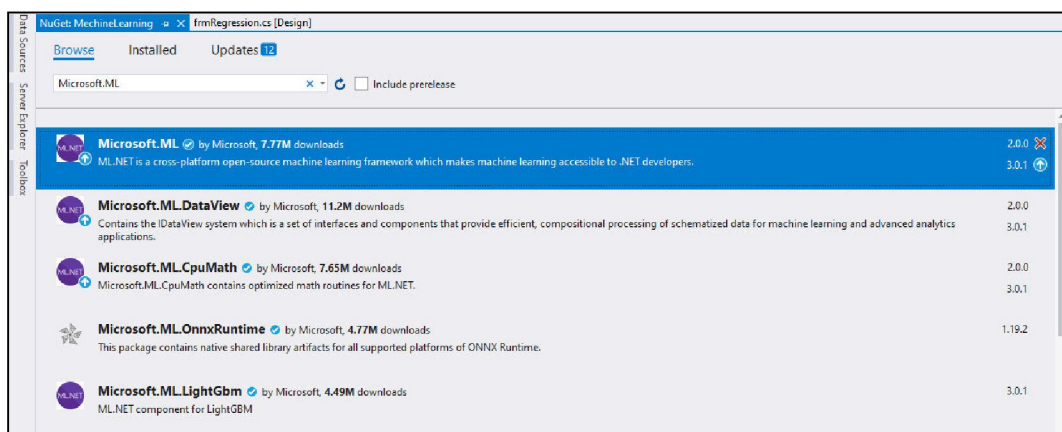 NuGet: MechineLearning
frmRegression.cs [Design]
Data Sources
Server Explorer
Toolbox
Browse
Installed
Updates 12
Microsoft.ML
Include prerelease
ML.NET
Microsoft.ML by Microsoft, 7.77M downloads
2.0.0
ML.NET is a cross-platform open-source machine learning framework which makes machine learning accessible to .NET developers.
3.0.1
ML.NET
Microsoft.ML.DataView by Microsoft, 11.2M downloads
2.0.0
Contains the IDataView system which is a set of interfaces and components that provide efficient, compositional processing of schematized data for machine learning and advanced analytics
applications.
3.0.1
ML.NET
Microsoft.ML.CpuMath by Microsoft, 7.65M downloads
2.0.0
Microsoft.ML.CpuMath contains optimized math routines for ML.NET.
3.0.1
Microsoft.ML.OnnxRuntime by Microsoft, 4.77M downloads
1.19.2
This package contains native shared library artifacts for all supported platforms of ONNX Runtime.
ML.NET
Microsoft.ML.LightGbm by Microsoft, 4.49M downloads
3.0.1
ML.NET component for LightGBM